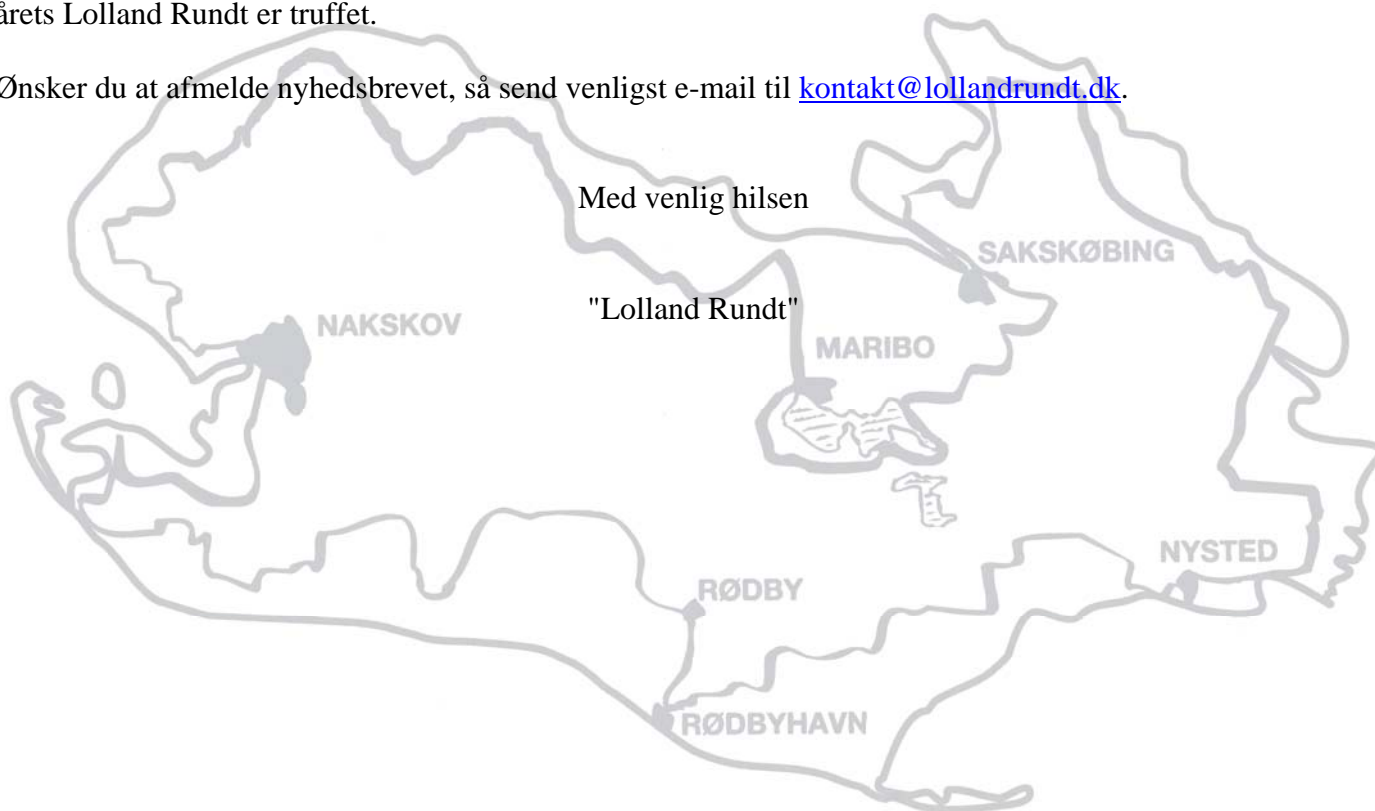 årets Lolland Rundt er truffet.
Ønsker du at afmelde nyhedsbrevet, så send venligst e-mail til kontakt@lollandrundt.dk.
Med venlig hilsen
SAKSKØBING
"Lolland Rundt"
NAKSKOV
MARIBO
NYSTED
RØDBY
RØDBYHAVN